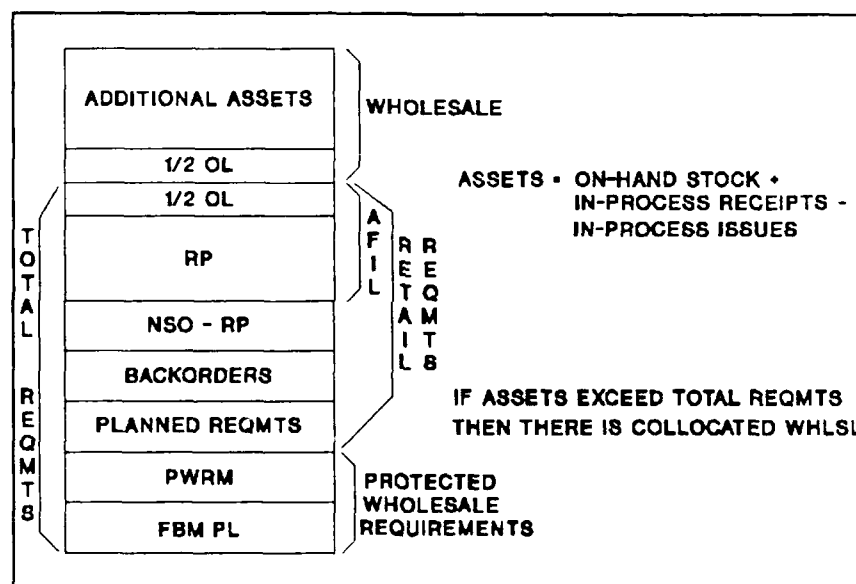 ADDITIONAL ASSETS
1/2 OL
1/2 OL
RP
NSO - RP
BACKORDERS
PLANNED REQMTS
PWRM
FBM PL
TOTAL REQMTS
WHOLESALE
AFIL
RETAIL
REQMTS
PROTECTED
WHOLESALE
REQUIREMENTS
ASSETS = ON-HAND STOCK +
IN-PROCESS RECEIPTS -
IN-PROCESS ISSUES
IF ASSETS EXCEED TOTAL REQMTS
THEN THERE IS COLLOCATED WHLSL